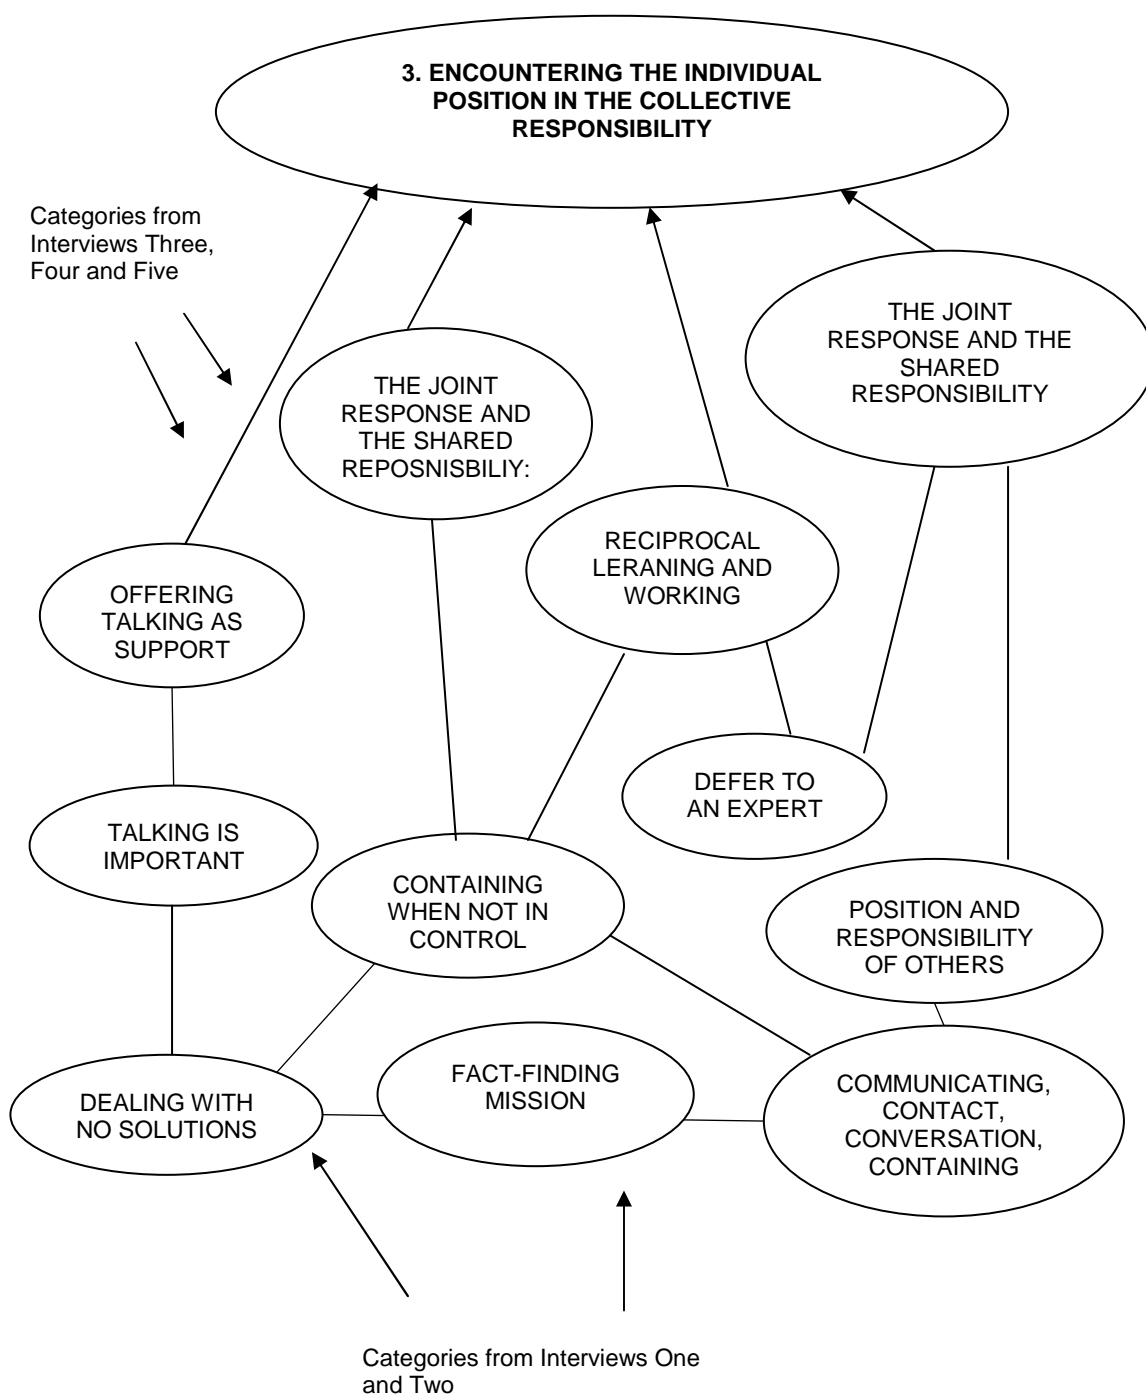 3. ENCOUNTERING THE INDIVIDUAL
POSITION IN THE COLLECTIVE
RESPONSIBILITY
Categories from
Interviews Three,
Four and Five
THE JOINT
RESPONSE AND THE
SHARED
RESPONSIBILITY
THE JOINT
RESPONSE AND
THE SHARED
REPOSNISBILIY:
RECIPROCAL
LERANING AND
WORKING
OFFERING
TALKING AS
SUPPORT
DEFER TO
AN EXPERT
TALKING IS
IMPORTANT
CONTAINING
WHEN NOT IN
CONTROL
POSITION AND
RESPONSIBILITY
OF OTHERS
DEALING WITH
NO SOLUTIONS
FACT-FINDING
MISSION
COMMUNICATING,
CONTACT,
CONVERSATION,
CONTAINING
Categories from Interviews One
and Two